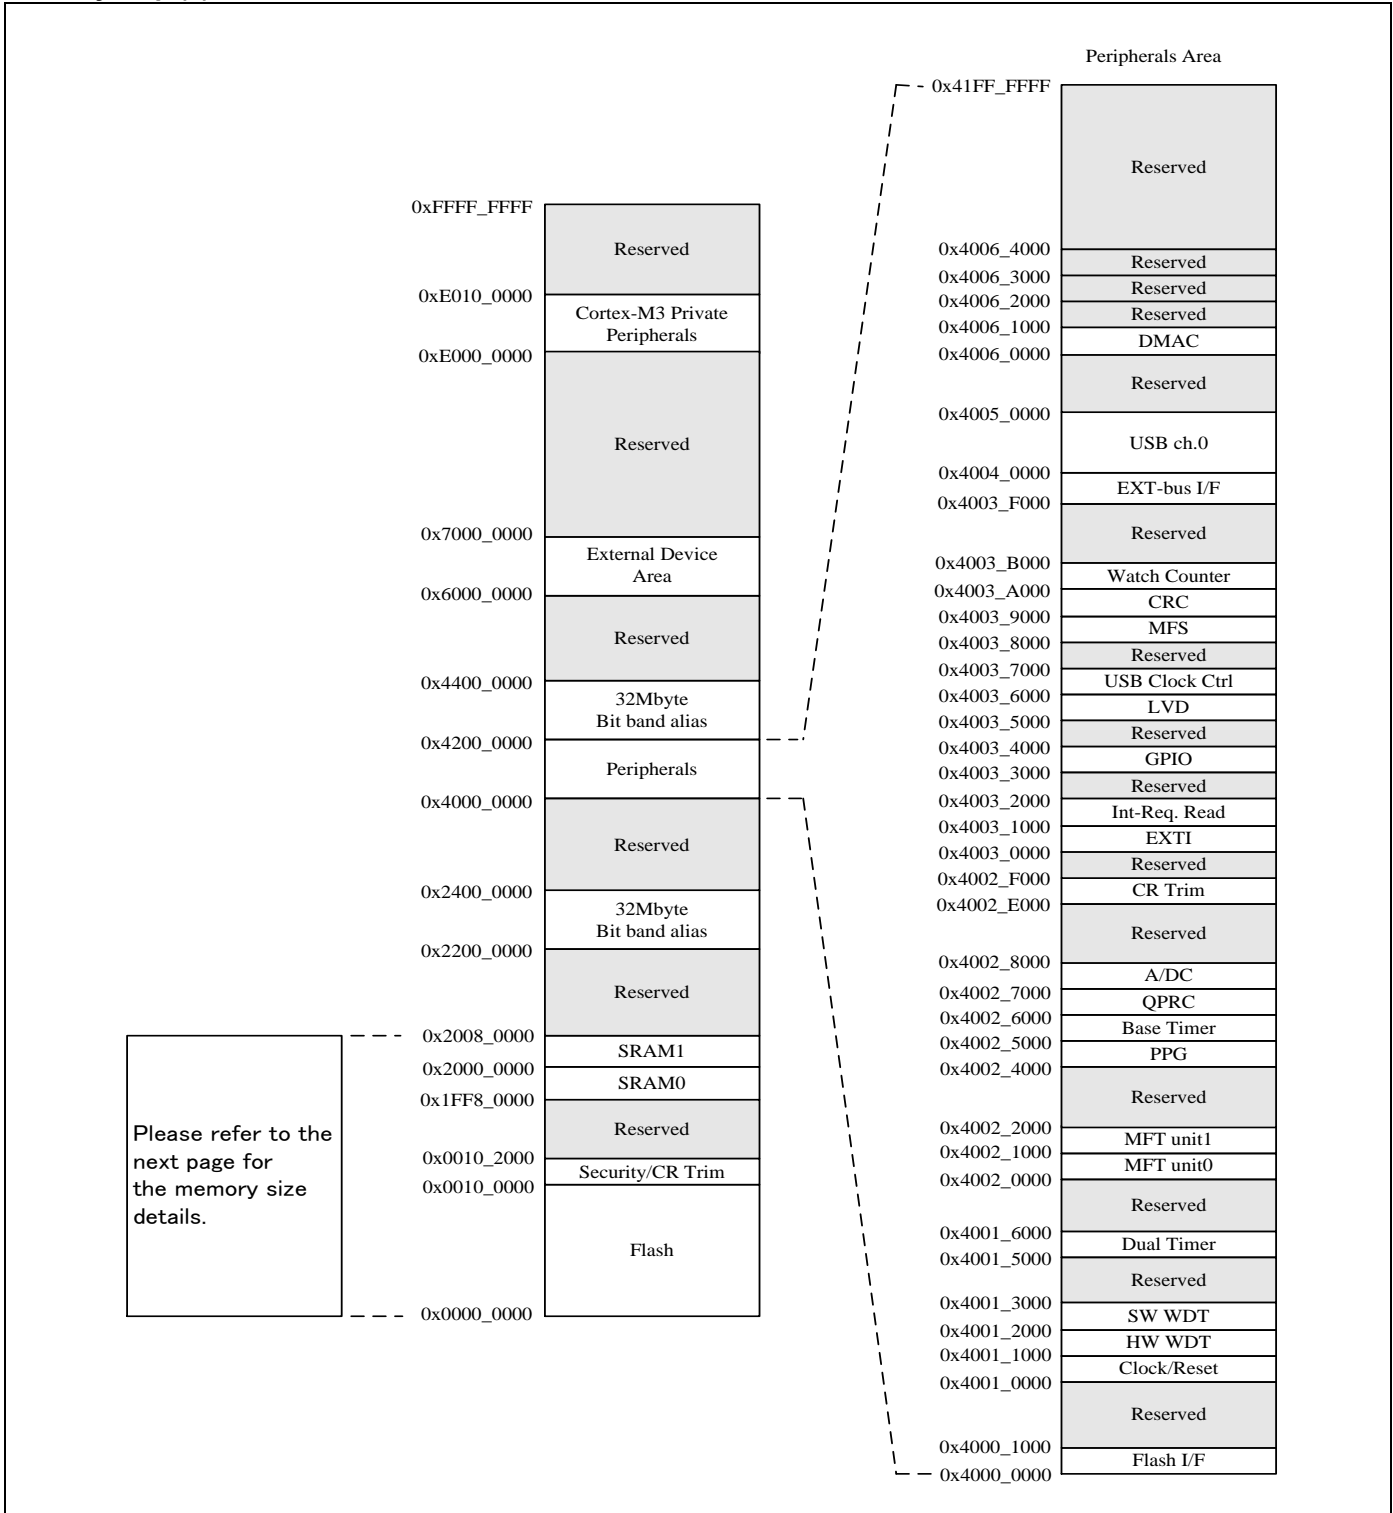 Peripherals Area
0x41FF_FFFF
Reserved
0x4006_4000
Reserved
0x4006_3000
Reserved
0x4006_2000
Reserved
0x4006_1000
DMAC
0x4006_0000
Reserved
0x4005_0000
USB ch.0
0x4004_0000
EXT-bus I/F
0x4003_F000
Reserved
0x4003_B000
Watch Counter
0x4003_A000
CRC
0x4003_9000
MFS
0x4003_8000
Reserved
0x4003_7000
USB Clock Ctrl
0x4003_6000
LVD
0x4003_5000
Reserved
0x4003_4000
GPIO
0x4003_3000
Reserved
0x4003_2000
Int-Req. Read
0x4003_1000
EXTI
0x4003_0000
Reserved
0x4002_F000
CR Trim
0x4002_E000
Reserved
0x4002_8000
A/DC
0x4002_7000
QPRC
0x4002_6000
Base Timer
0x4002_5000
PPG
0x4002_4000
Reserved
0x4002_2000
MFT unit1
0x4002_1000
MFT unit0
0x4002_0000
Reserved
0x4001_6000
Dual Timer
0x4001_5000
Reserved
0x4001_3000
SW WDT
0x4001_2000
HW WDT
0x4001_1000
Clock/Reset
0x4001_0000
Reserved
0x4000_1000
Flash I/F
0x4000_0000
0xFFFF_FFFF
Reserved
0xE010_0000
Cortex-M3 Private
Peripherals
0xE000_0000
Reserved
0x7000_0000
External Device
Area
0x6000_0000
Reserved
0x4400_0000
32Mbyte
Bit band alias
0x4200_0000
Peripherals
0x4000_0000
Reserved
0x2400_0000
32Mbyte
Bit band alias
0x2200_0000
Reserved
0x2008_0000
SRAM1
0x2000_0000
SRAM0
0x1FF8_0000
Reserved
0x0010_2000
Security/CR Trim
0x0010_0000
Flash
0x0000_0000
Please refer to the
next page for
the memory size
details.